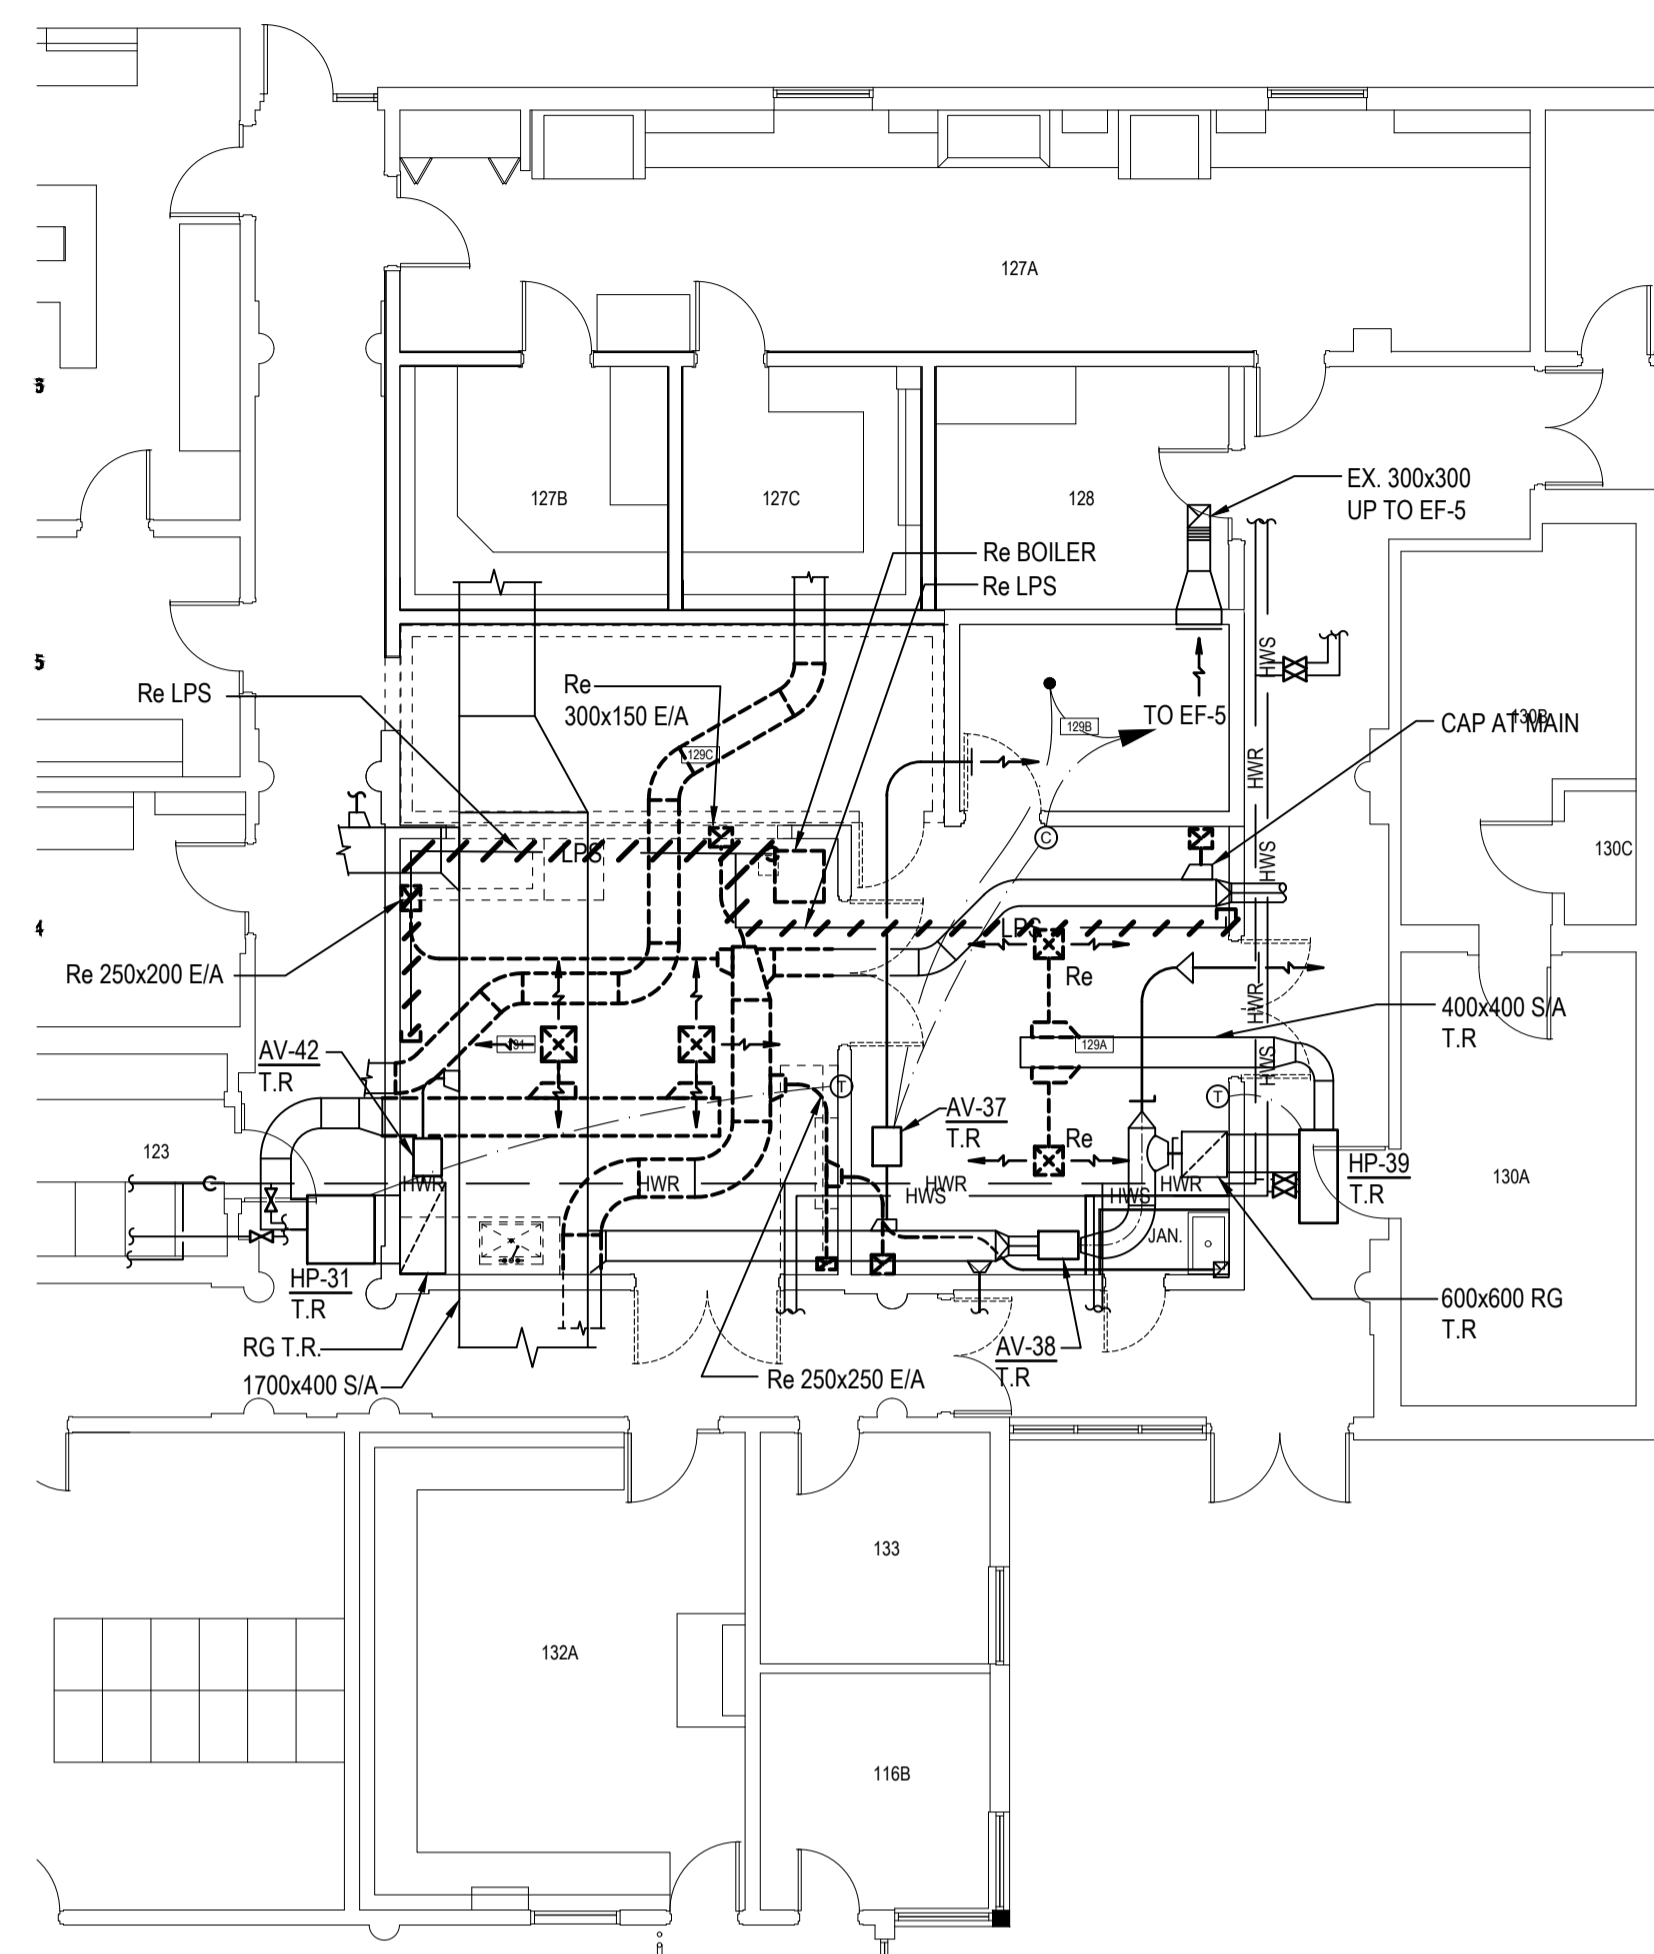 127A
127B
127C
128
EX. 300x300
UP TO EF-5
Re BOILER
Re LPS
HWS
Re LPS
Re
300x150 E/A
TO EF-5
129B
CAP AT MAIN
130B
129C
HWR
LPS
HWS
130C
C
LPS
Re 250x200 E/A
Re
HWR
400x400 S/A
T.R
AV-42
T.R
131
129A
HWS
T
T
AV-37
T.R
Re
123
HP-39
T.R
130A
HWR
HWR
HWR
HWS
HWS
HWR
JAN.
HP-31
T.R
600x600 RG
T.R
RG T.R.
AV-38
T.R
1700x400 S/A
Re 250x250 E/A
133
132A
116B